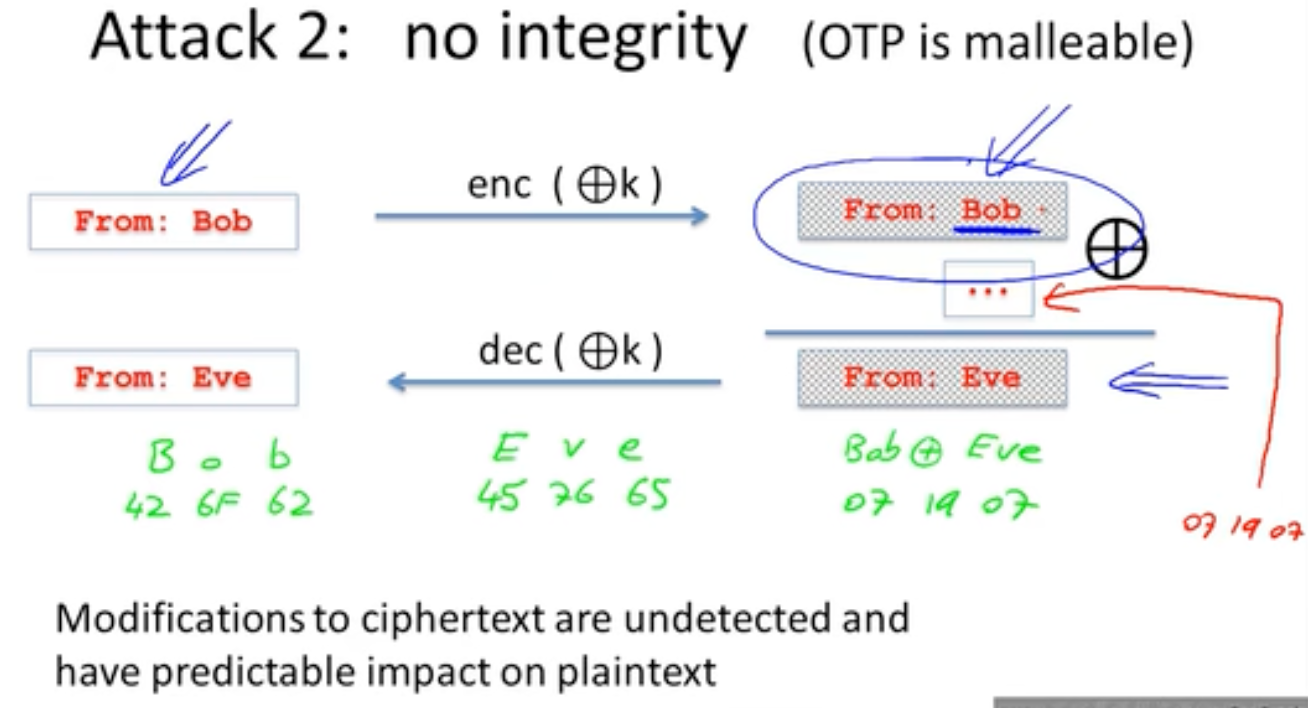 Attack 2: no integrity (OTP is malleable)
enc ( ⊕k )
From: Bob
From: Bob
⊕
...
dec ( ⊕k )
From: Eve
From: Eve
B o b
E v e
Bob ⊕ Eve
42 6F 62
45 76 65
07 19 07
07 19 07
Modifications to ciphertext are undetected and
have predictable impact on plaintext